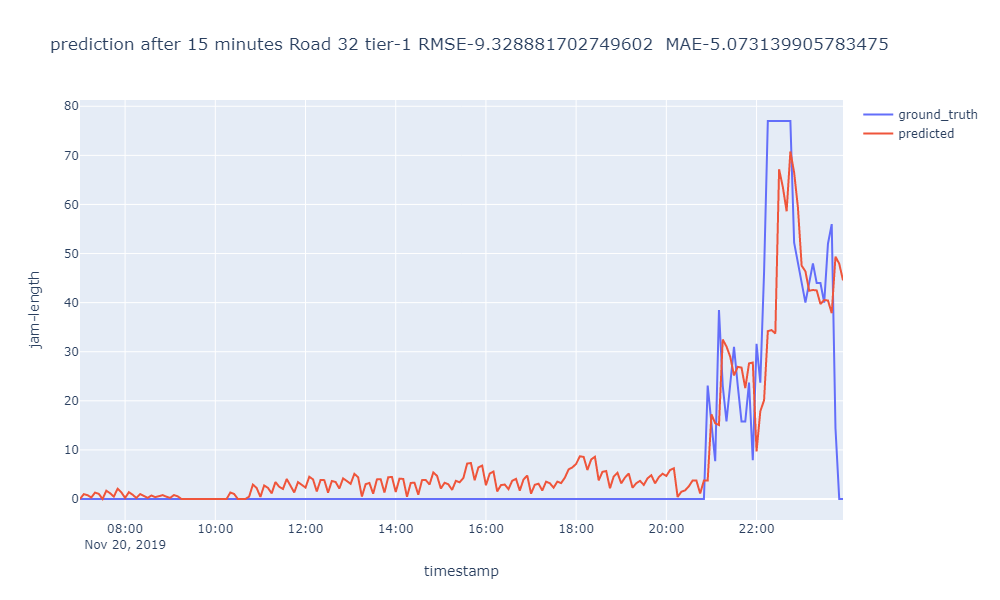 prediction after 15 minutes Road 32 tier-1 RMSE-9.328881702749602  MAE-5.073139905783475
ground_truth
predicted
80
70
60
50
40
30
20
10
0
jam-length
08:00 10:00 12:00 14:00 16:00 18:00 20:00 22:00
Nov 20, 2019
timestamp